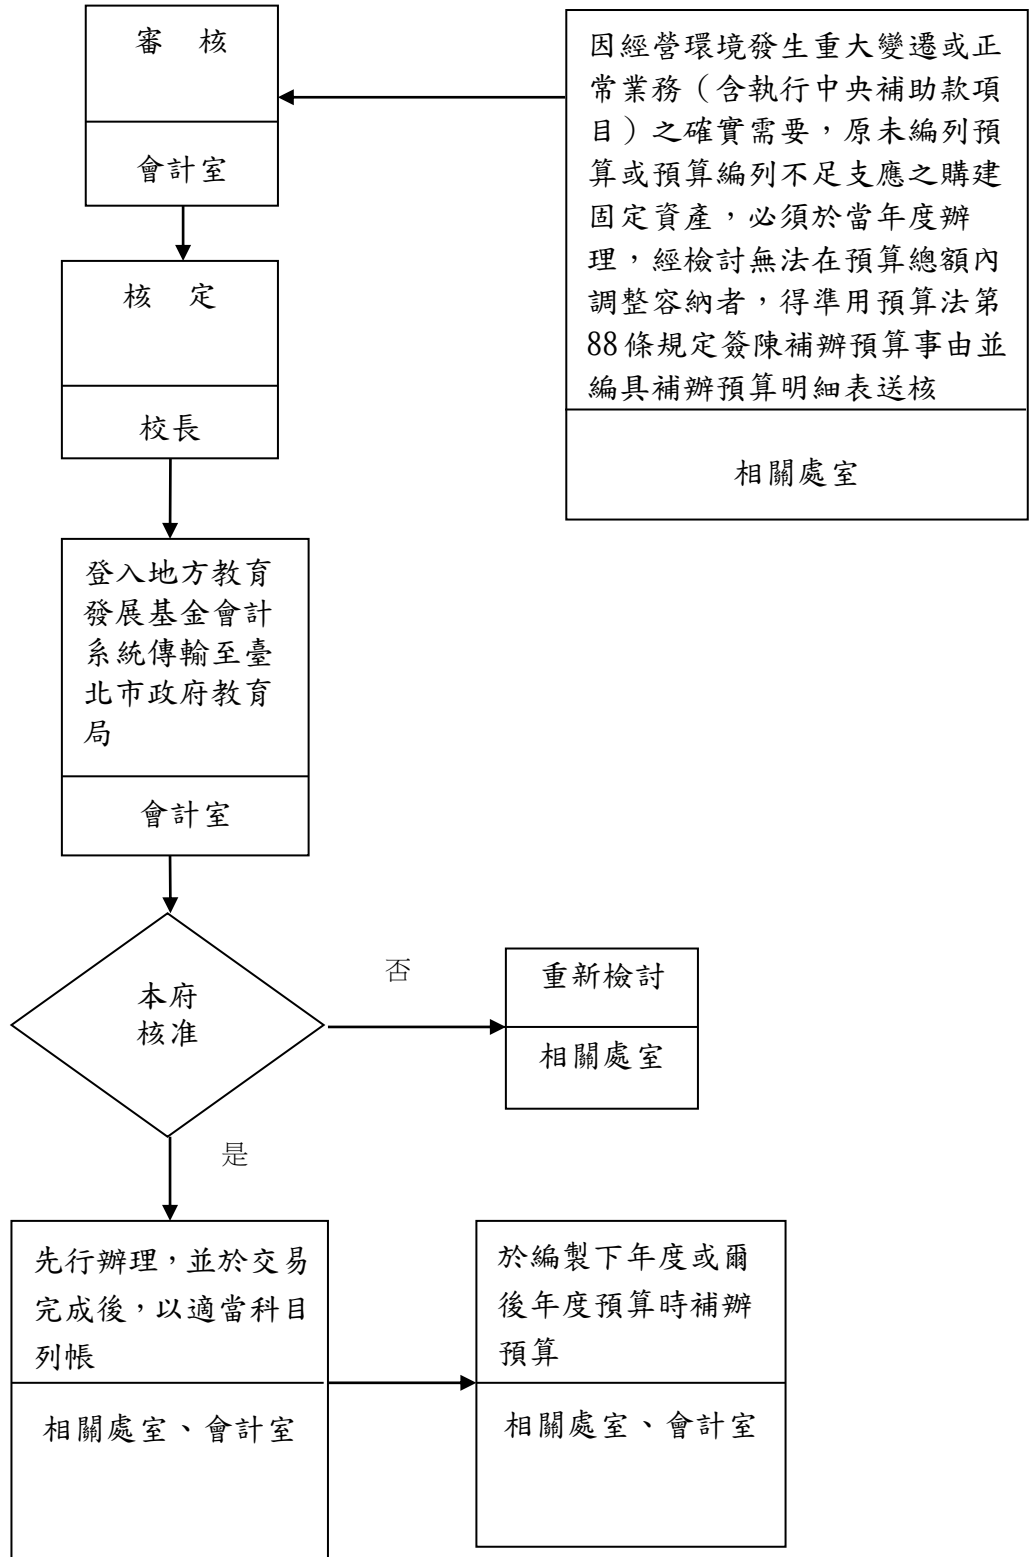 審　核
會計室
因經營環境發生重大變遷或正
常業務（含執行中央補助款項
目）之確實需要，原未編列預
算或預算編列不足支應之購建
固定資產，必須於當年度辦
理，經檢討無法在預算總額內
調整容納者，得準用預算法第
88條規定簽陳補辦預算事由並
編具補辦預算明細表送核
相關處室
核　定
校長
登入地方教育
發展基金會計
系統傳輸至臺
北市政府教育
局
會計室
本府
核准
否
重新檢討
相關處室
是
先行辦理，並於交易
完成後，以適當科目
列帳
相關處室、會計室
於編製下年度或爾
後年度預算時補辦
預算
相關處室、會計室